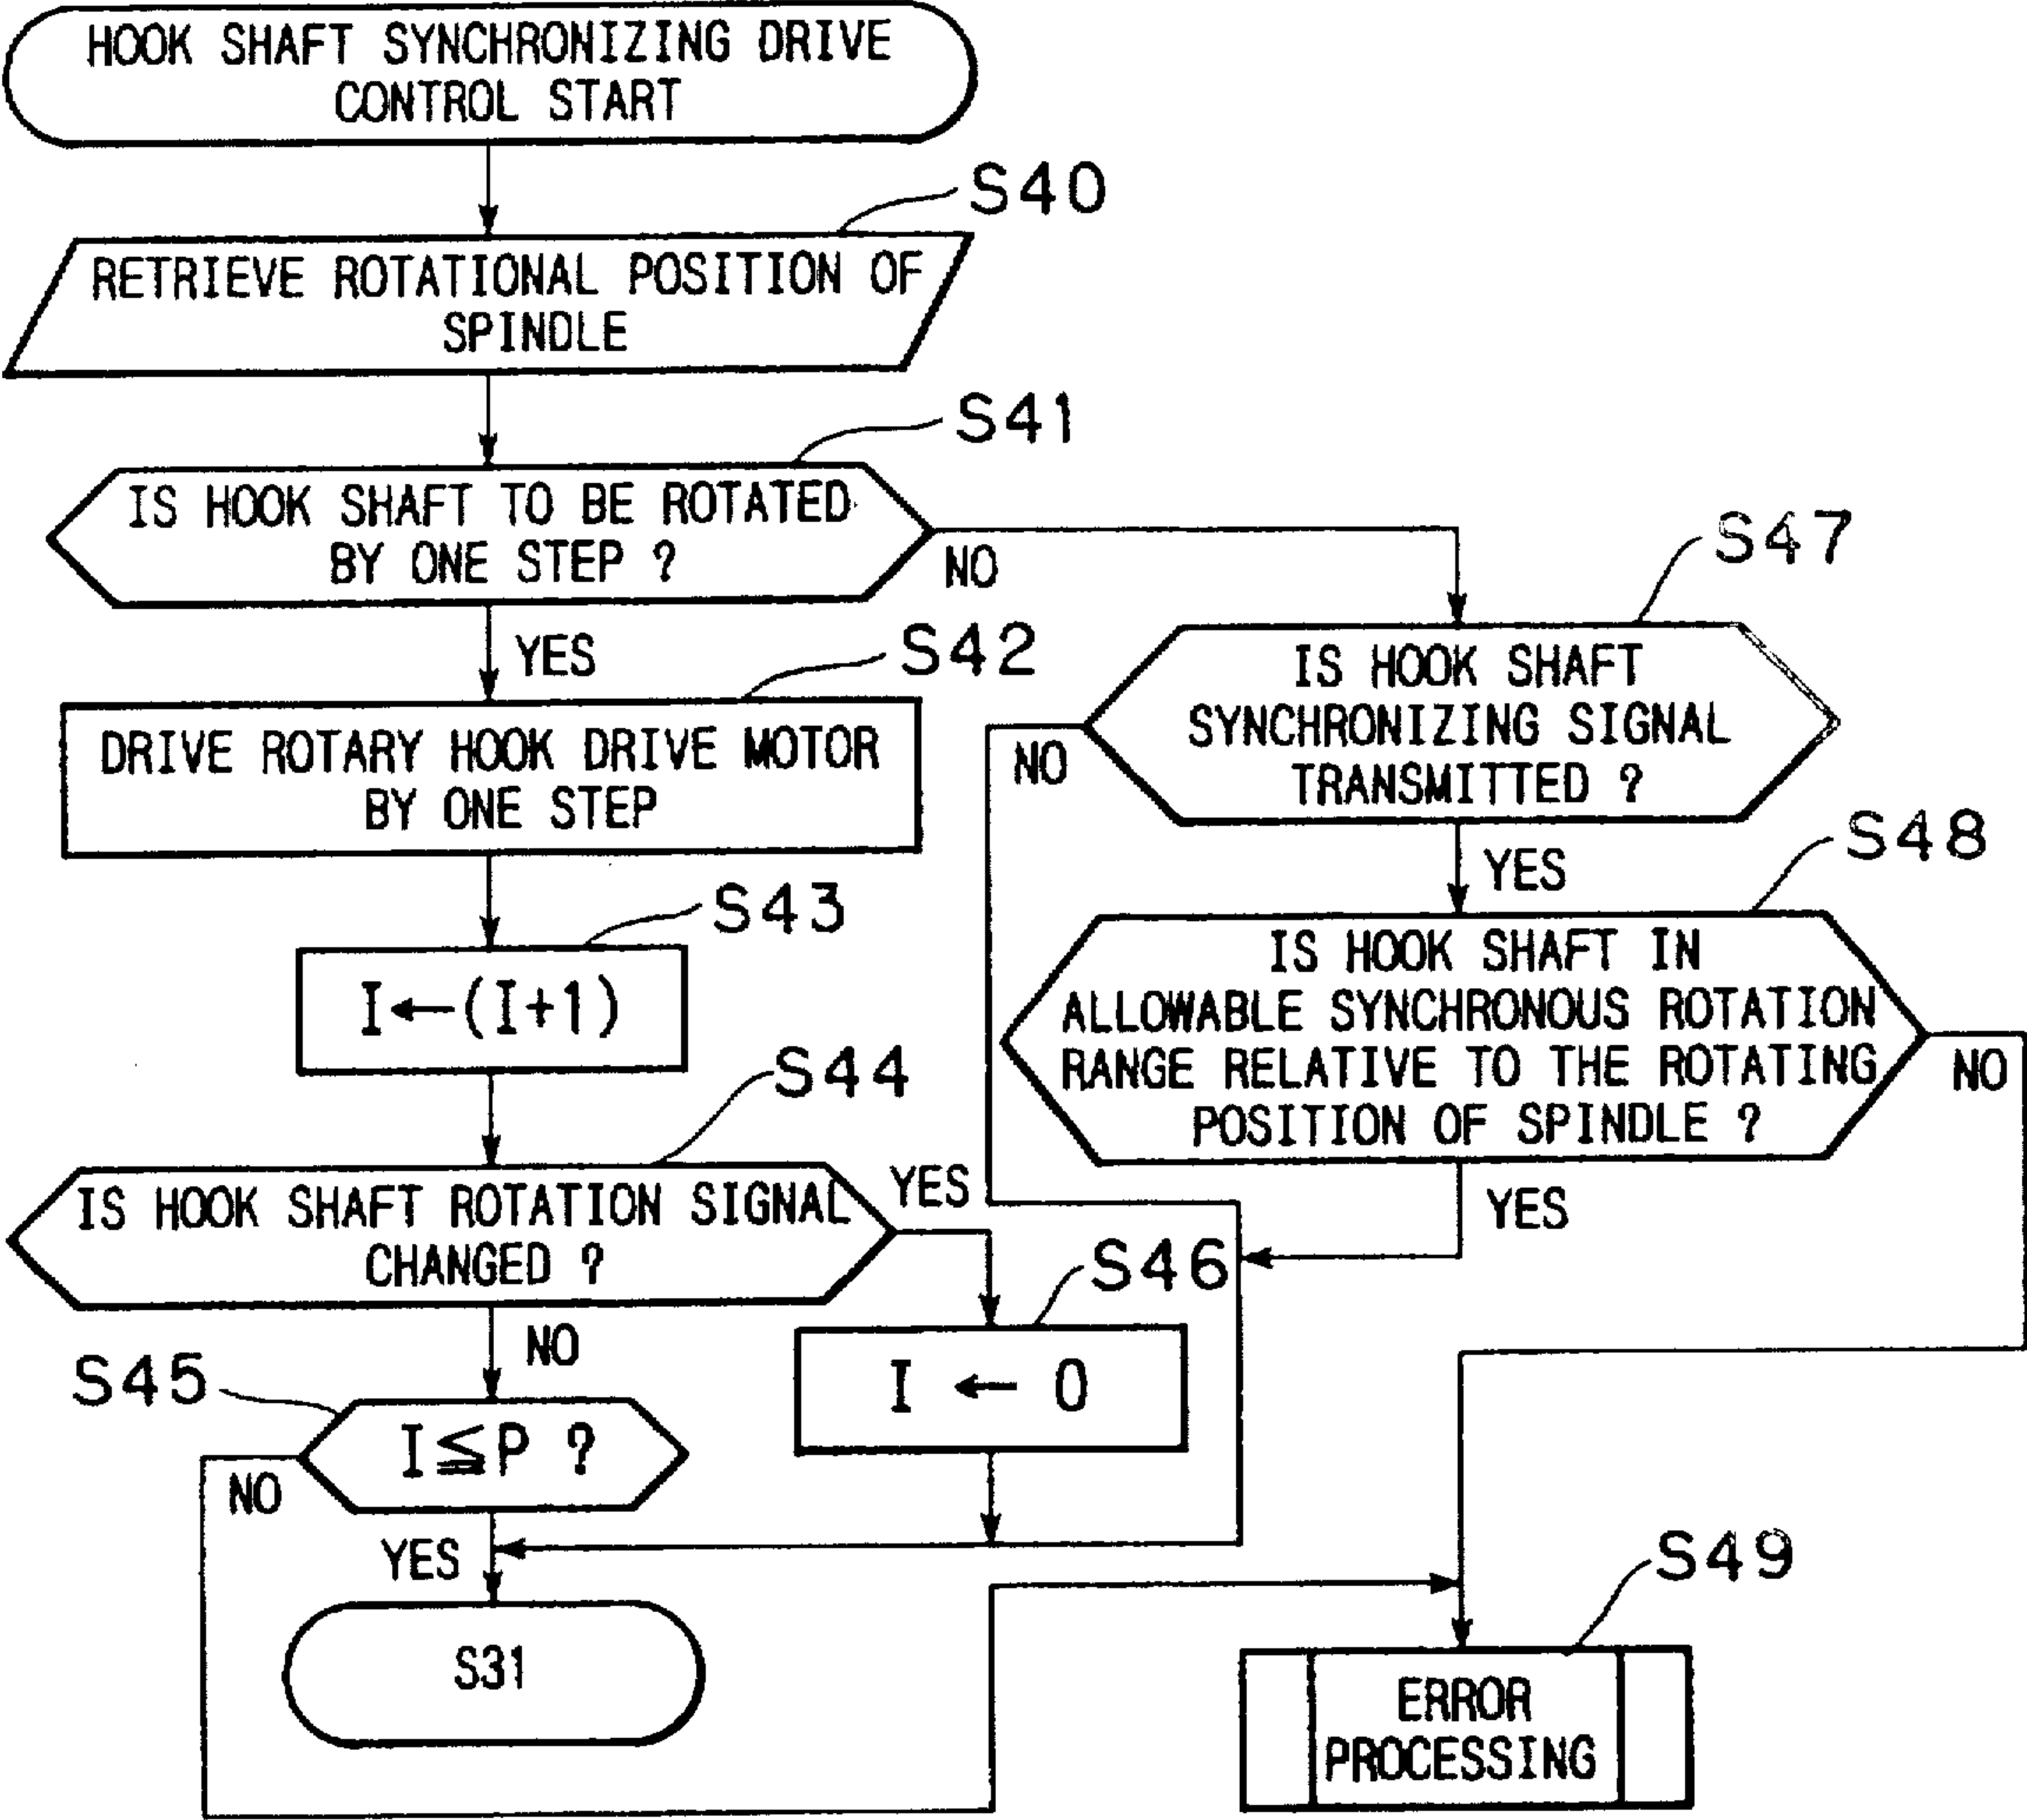 HOOK SHAFT SYNCHRONIZING DRIVE
CONTROL START
S40
RETRIEVE ROTATIONAL POSITION OF
SPINDLE
S41
IS HOOK SHAFT TO BE ROTATED
BY ONE STEP ?
NO
YES
S42
DRIVE ROTARY HOOK DRIVE MOTOR
BY ONE STEP
S43
I←(I+1)
S44
IS HOOK SHAFT ROTATION SIGNAL
CHANGED ?
YES
NO
S45
I≦P ?
NO
YES
S46
I ← 0
S31
S47
IS HOOK SHAFT
SYNCHRONIZING SIGNAL
TRANSMITTED ?
NO
YES
S48
IS HOOK SHAFT IN
ALLOWABLE SYNCHRONOUS ROTATION
RANGE RELATIVE TO THE ROTATING
POSITION OF SPINDLE ?
NO
YES
S49
ERROR
PROCESSING